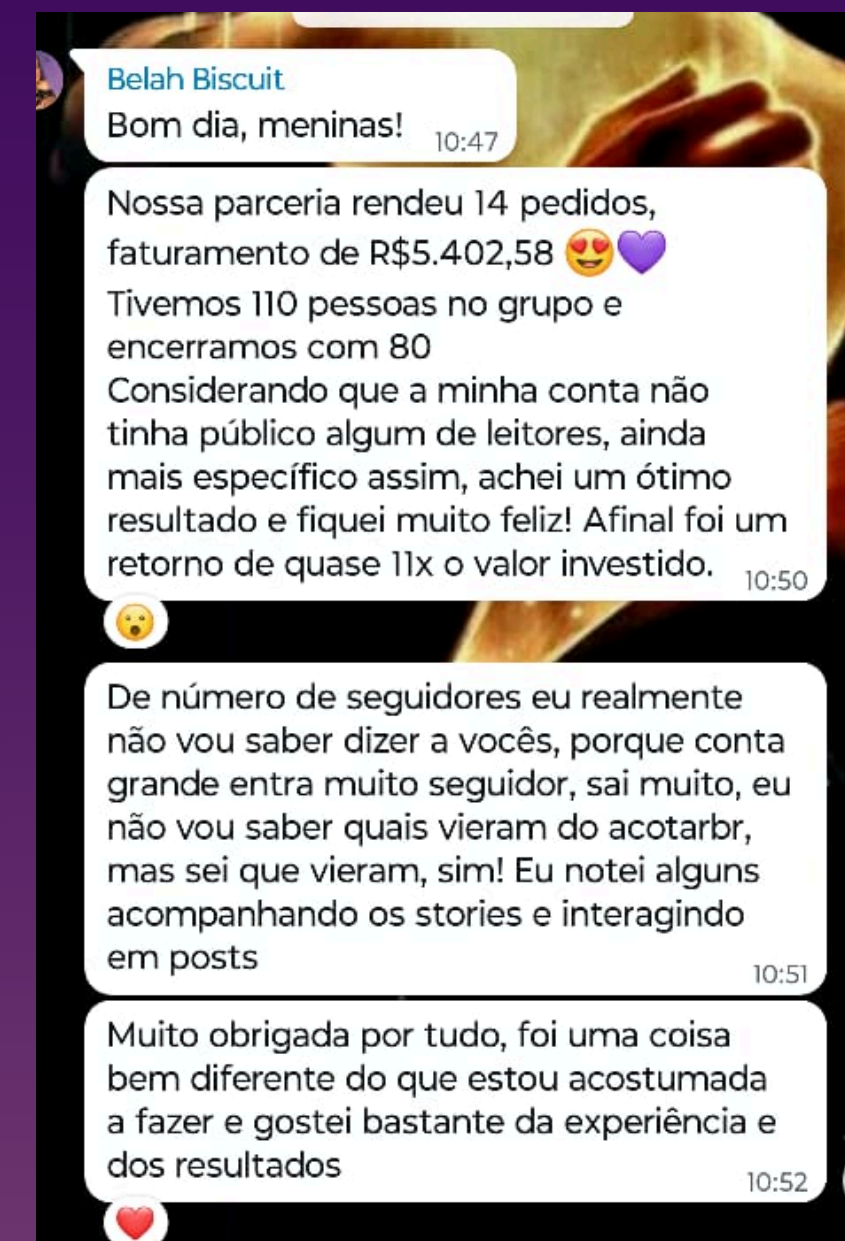 Belah Biscuit
Bom dia, meninas!
10:47
Nossa parceria rendeu 14 pedidos,
faturamento de R$5.402,58 😍💜
Tivemos 110 pessoas no grupo e
encerramos com 80
Considerando que a minha conta não
tinha público algum de leitores, ainda
mais específico assim, achei um ótimo
resultado e fiquei muito feliz! Afinal foi um
retorno de quase 11x o valor investido.
10:50
De número de seguidores eu realmente
não vou saber dizer a vocês, porque conta
grande entra muito seguidor, sai muito, eu
não vou saber quais vieram do acotarbr,
mas sei que vieram, sim! Eu notei alguns
acompanhando os stories e interagindo
em posts
10:51
Muito obrigada por tudo, foi uma coisa
bem diferente do que estou acostumada
a fazer e gostei bastante da experiência e
dos resultados
10:52